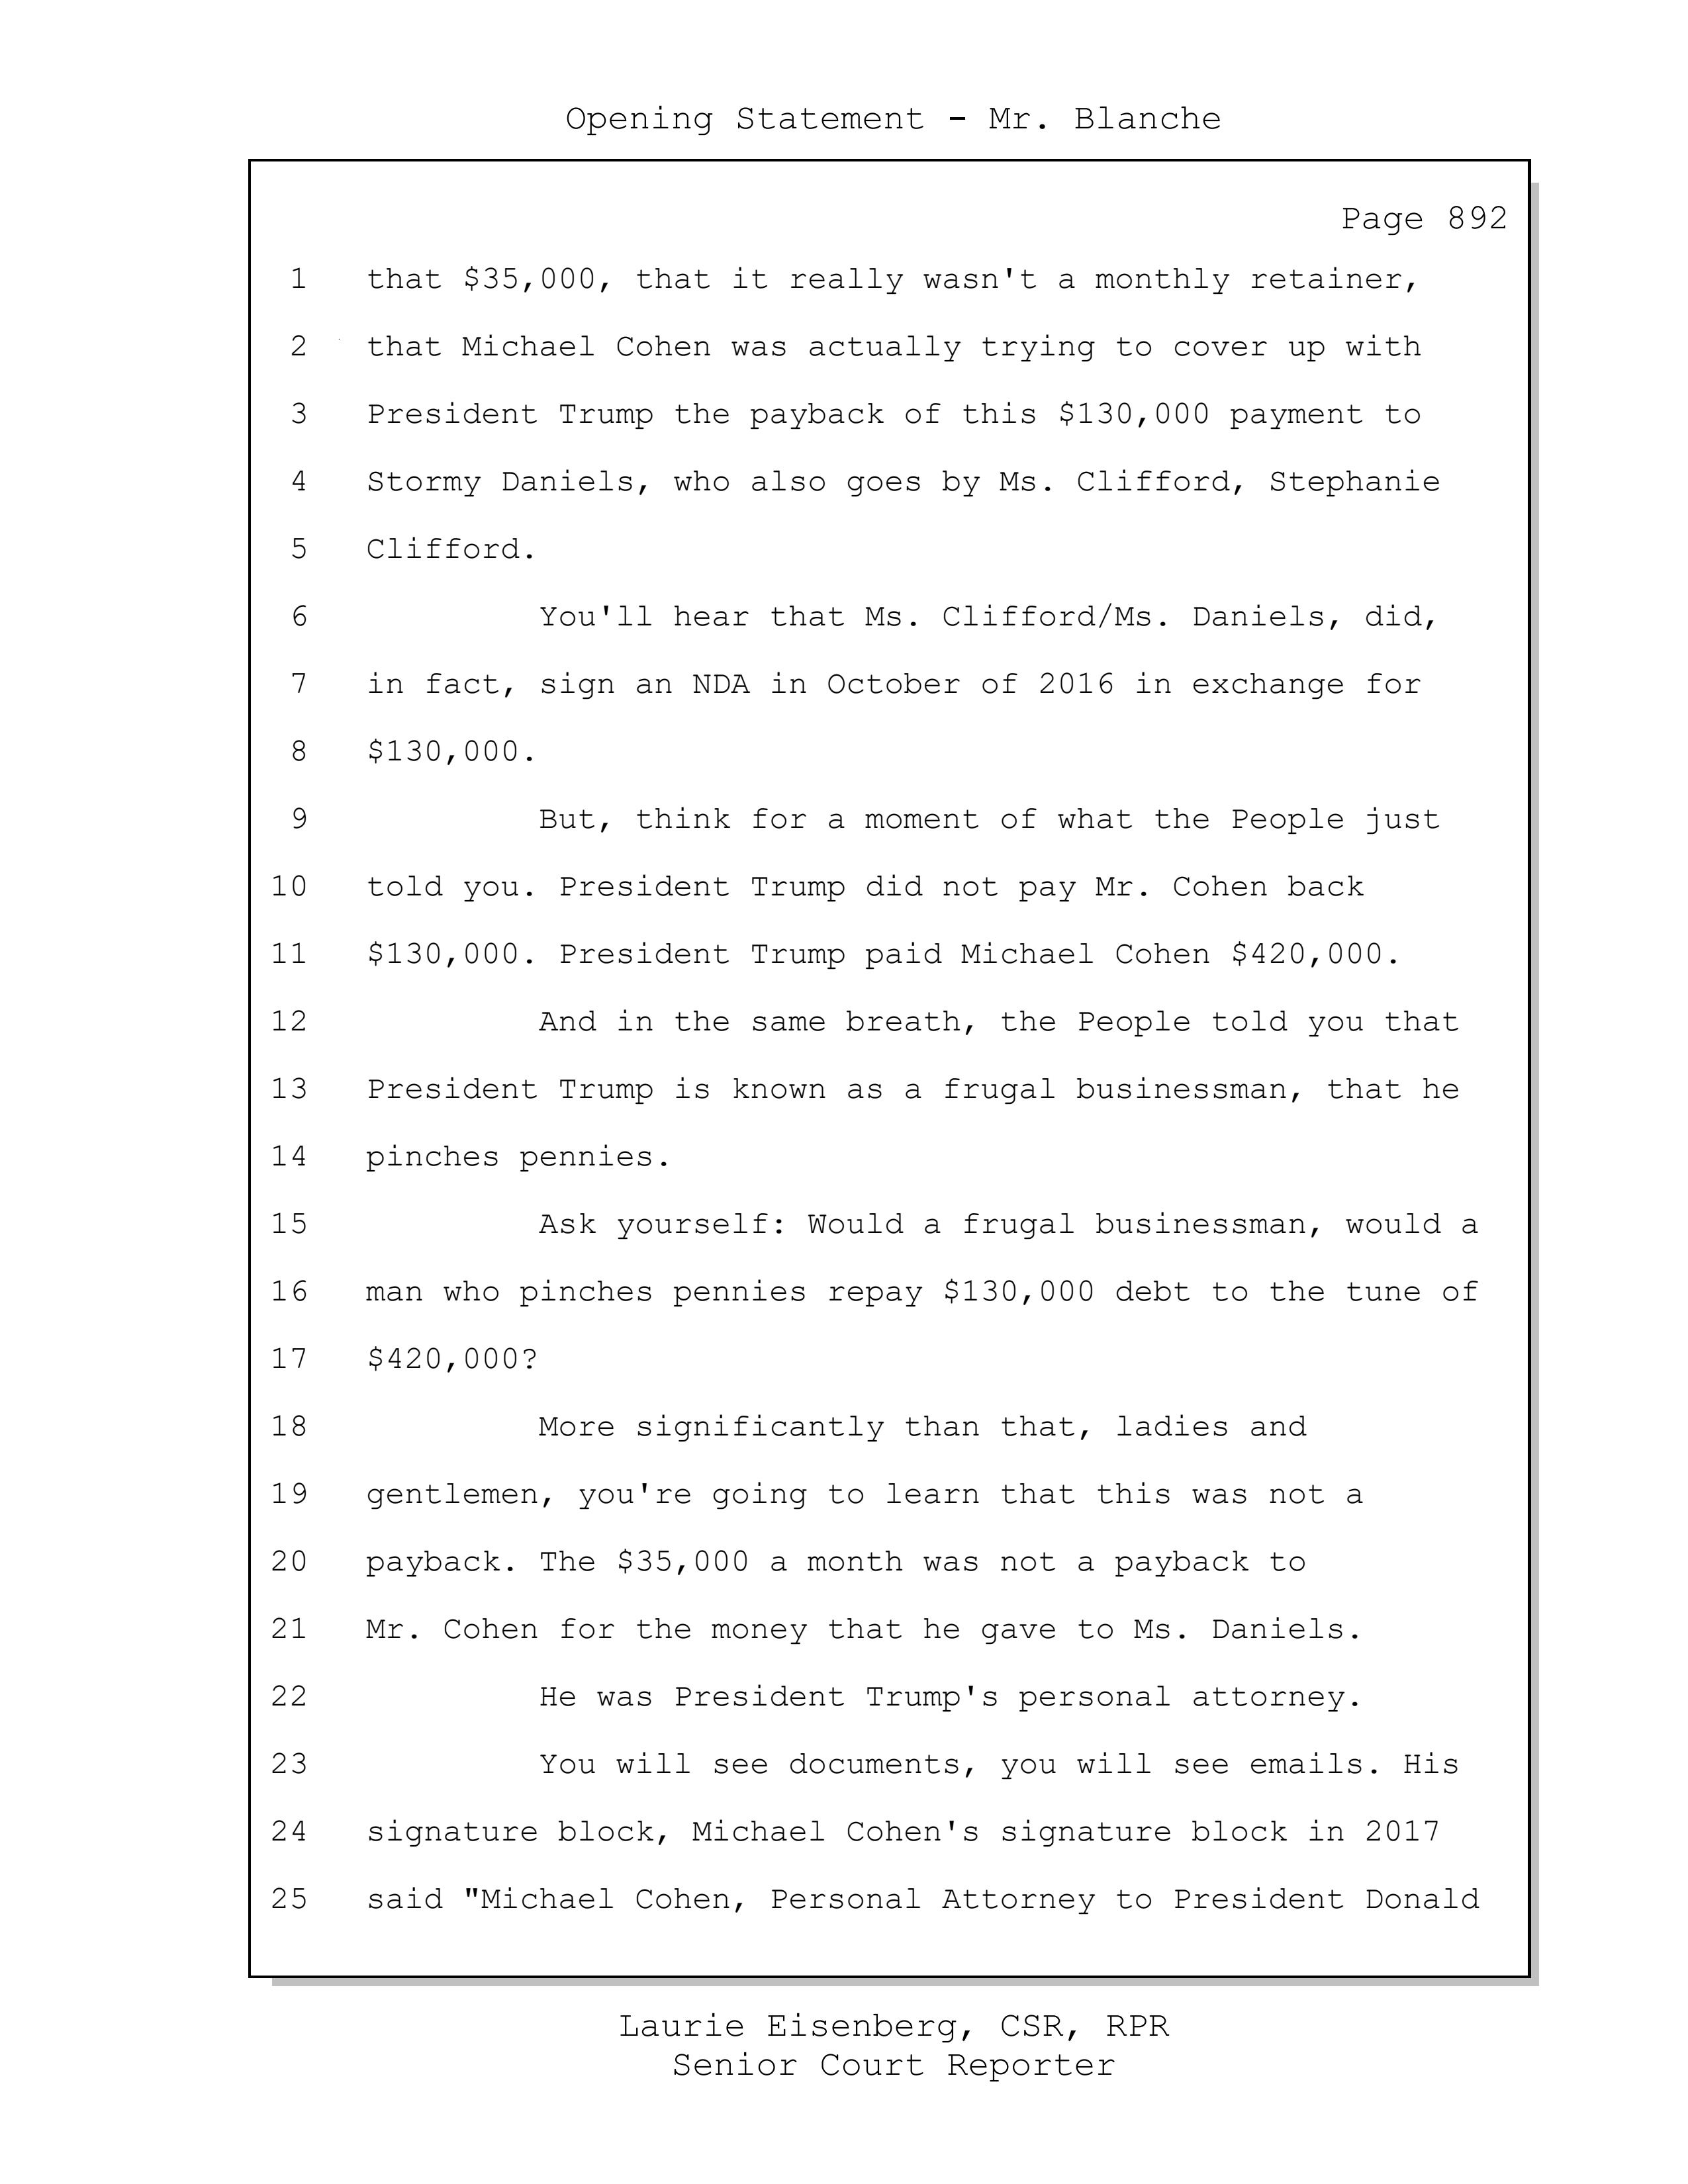 Opening Statement - Mr. Blanche
Page 892
1 that $35,000, that it really wasn't a monthly retainer,
2 that Michael Cohen was actually trying to cover up with
3 President Trump the payback of this $130,000 payment to
4 Stormy Daniels, who also goes by Ms. Clifford, Stephanie
5 Clifford.
6 You'll hear that Ms. Clifford/Ms. Daniels, did,
7 in fact, sign an NDA in October of 2016 in exchange for
8 $130,000.
9 But, think for a moment of what the People just
10 told you. President Trump did not pay Mr. Cohen back
11 $130,000. President Trump paid Michael Cohen $420,000.
12 And in the same breath, the People told you that
13 President Trump is known as a frugal businessman, that he
14 pinches pennies.
15 Ask yourself: Would a frugal businessman, would a
16 man who pinches pennies repay $130,000 debt to the tune of
17 $420,000?
18 More significantly than that, ladies and
19 gentlemen, you're going to learn that this was not a
20 payback. The $35,000 a month was not a payback to
21 Mr. Cohen for the money that he gave to Ms. Daniels.
22 He was President Trump's personal attorney.
23 You will see documents, you will see emails. His
24 signature block, Michael Cohen's signature block in 2017
25 said "Michael Cohen, Personal Attorney to President Donald
Laurie Eisenberg, CSR, RPR
Senior Court Reporter